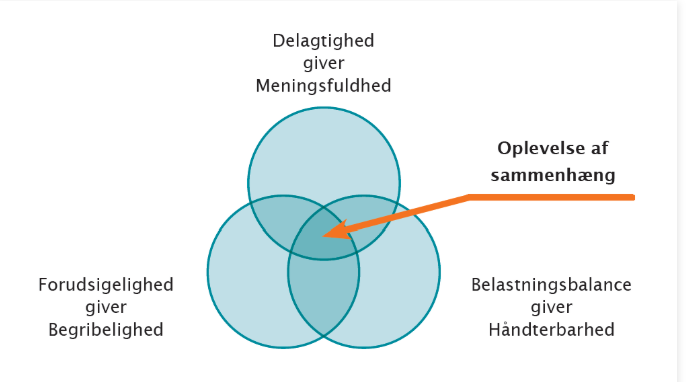 Delagtighed
giver
Meningsfuldhed
Oplevelse af
sammenhæng
Forudsigelighed
giver
Begribelighed
Belastningsbalance
giver
Håndterbarhed